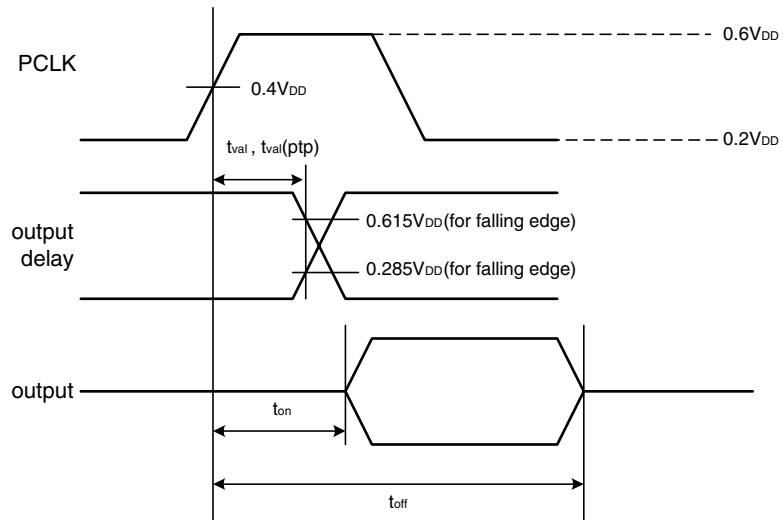 PCLK
0.6VDD
0.4VDD
0.2VDD
tval , tval(ptp)
output
delay
0.615VDD(for falling edge)
0.285VDD(for falling edge)
output
ton
toff